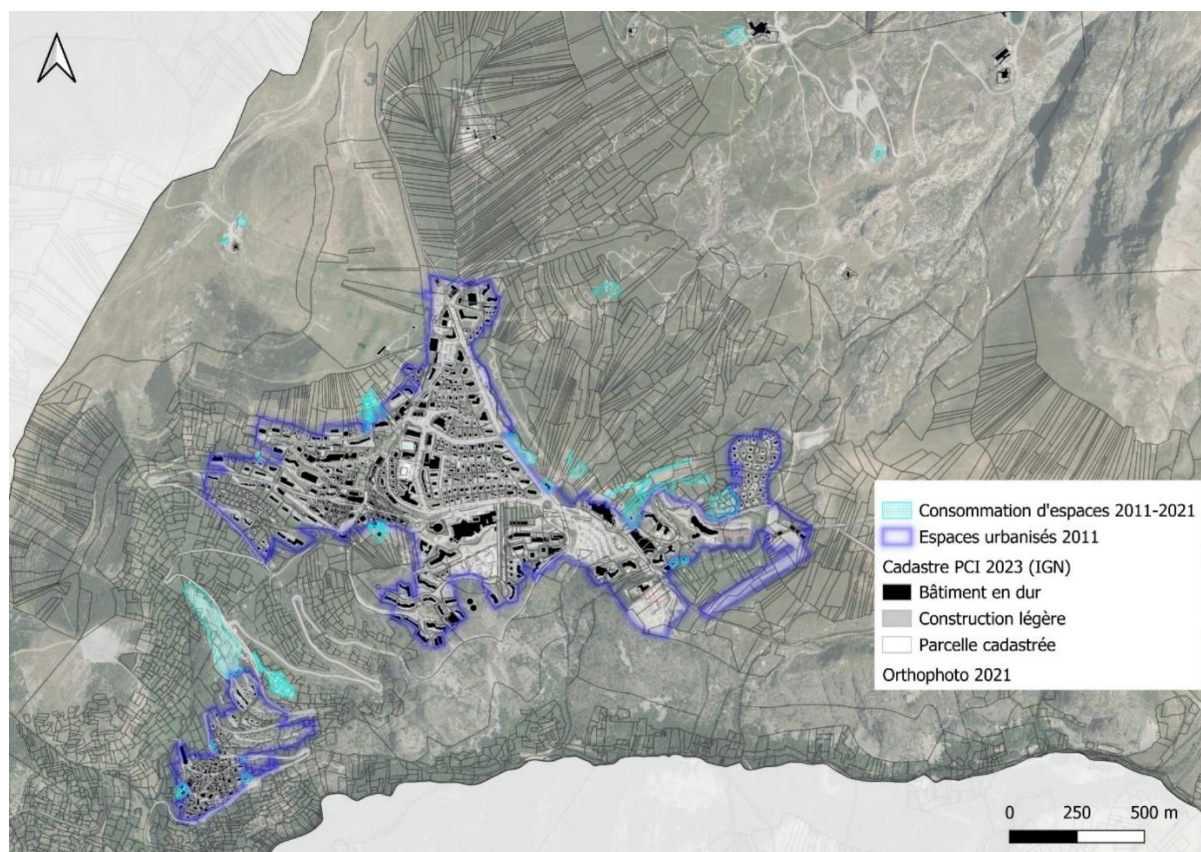 Consommation d'espaces 2011-2021
Espaces urbanisés 2011
Cadastre PCI 2023 (IGN)
Bâtiment en dur
Construction légère
Parcelle cadastrée
Orthophoto 2021
0 250 500 m